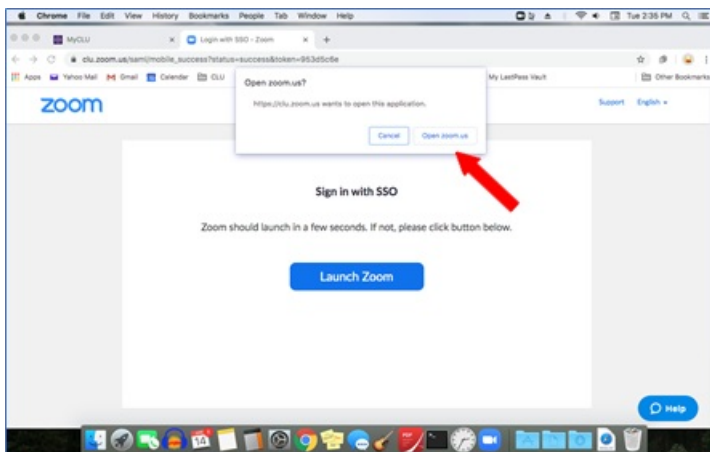 Chrome File Edit View History Bookmarks People Tab Window Help Tue 2:35 PM
MyCLU Login with SSO - Zoom
clu.zoom.us/saml/mobile_success?status=success&token=953d5c6e
Apps Yahoo Mail Gmail Calender CLU My LastPass Vault Other Bookmarks
Open zoom.us?
https://clu.zoom.us wants to open this application.
Cancel Open zoom.us
zoom Support English
Sign in with SSO
Zoom should launch in a few seconds. If not, please click button below.
Launch Zoom
Help